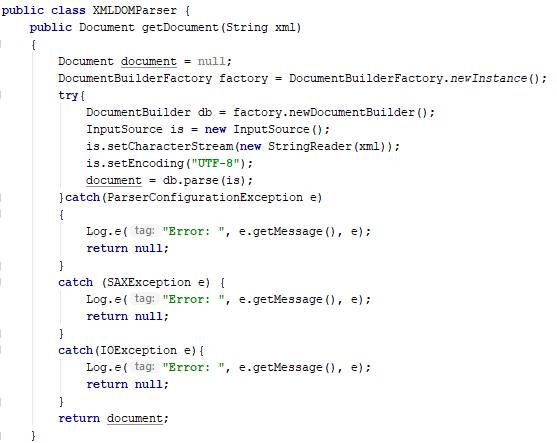 public class XMLDOMParser {
    public Document getDocument(String xml)
    {
        Document document = null;
        DocumentBuilderFactory factory = DocumentBuilderFactory.newInstance();
        try{
            DocumentBuilder db = factory.newDocumentBuilder();
            InputSource is = new InputSource();
            is.setCharacterStream(new StringReader(xml));
            is.setEncoding("UTF-8");
            document = db.parse(is);
        }catch(ParserConfigurationException e)
        {
            Log.e( tag: "Error: ", e.getMessage(), e);
            return null;
        }
        catch (SAXException e) {
            Log.e( tag: "Error: ", e.getMessage(), e);
            return null;
        }
        catch(IOException e){
            Log.e( tag: "Error: ", e.getMessage(), e);
            return null;
        }
        return document;
    }